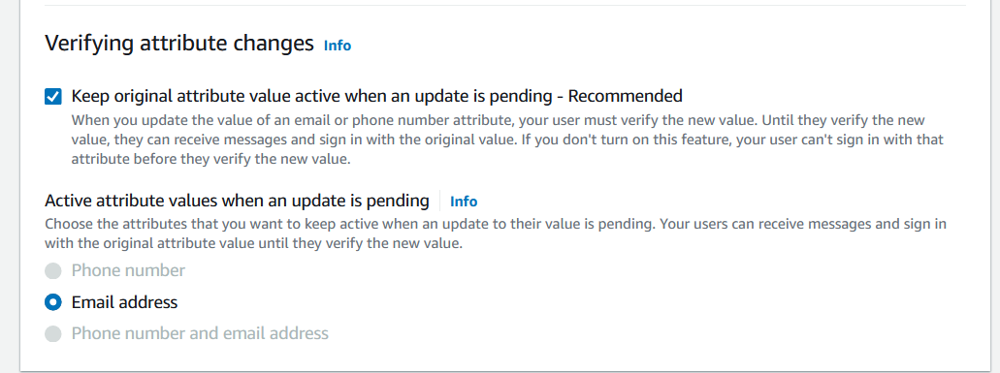 Verifying attribute changes Info
Keep original attribute value active when an update is pending - Recommended
When you update the value of an email or phone number attribute, your user must verify the new value. Until they verify the new
value, they can receive messages and sign in with the original value. If you don't turn on this feature, your user can't sign in with that
attribute before they verify the new value.
Active attribute values when an update is pending Info
Choose the attributes that you want to keep active when an update to their value is pending. Your users can receive messages and sign in
with the original attribute value until they verify the new value.
Phone number
Email address
Phone number and email address